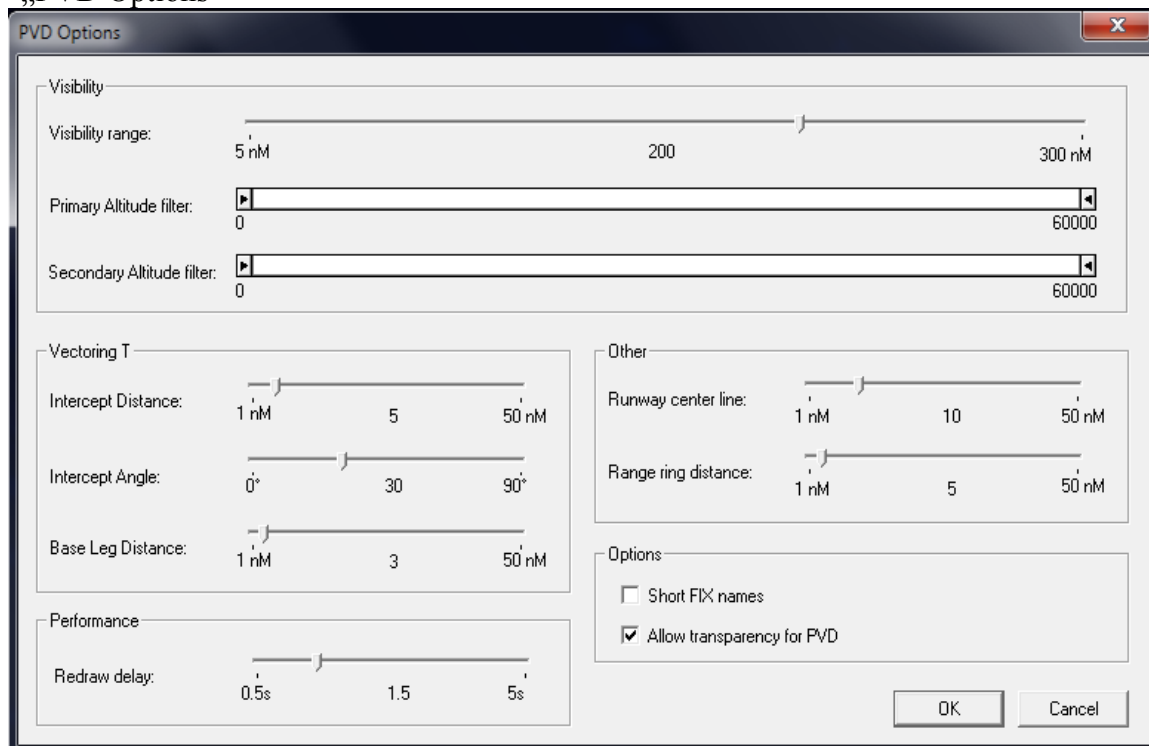 „PVD Options
PVD Options
Visibility
Visibility range:
5 nM 200 300 nM
Primary Altitude filter:
0 60000
Secondary Altitude filter:
0 60000
Vectoring T
Intercept Distance:
1 nM 5 50 nM
Intercept Angle:
0° 30 90°
Base Leg Distance:
1 nM 3 50 nM
Performance
Redraw delay:
0.5s 1.5 5s
Other
Runway center line:
1 nM 10 50 nM
Range ring distance:
1 nM 5 50 nM
Options
Short FIX names
Allow transparency for PVD
OK Cancel